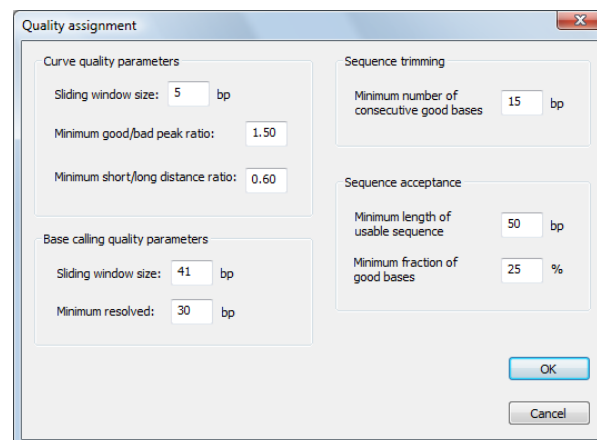 Quality assignment
Curve quality parameters
Sliding window size: 5 bp
Minimum good/bad peak ratio: 1.50
Minimum short/long distance ratio: 0.60
Base calling quality parameters
Sliding window size: 41 bp
Minimum resolved: 30 bp
Sequence trimming
Minimum number of
consecutive good bases 15 bp
Sequence acceptance
Minimum length of
usable sequence 50 bp
Minimum fraction of
good bases 25 %
OK
Cancel